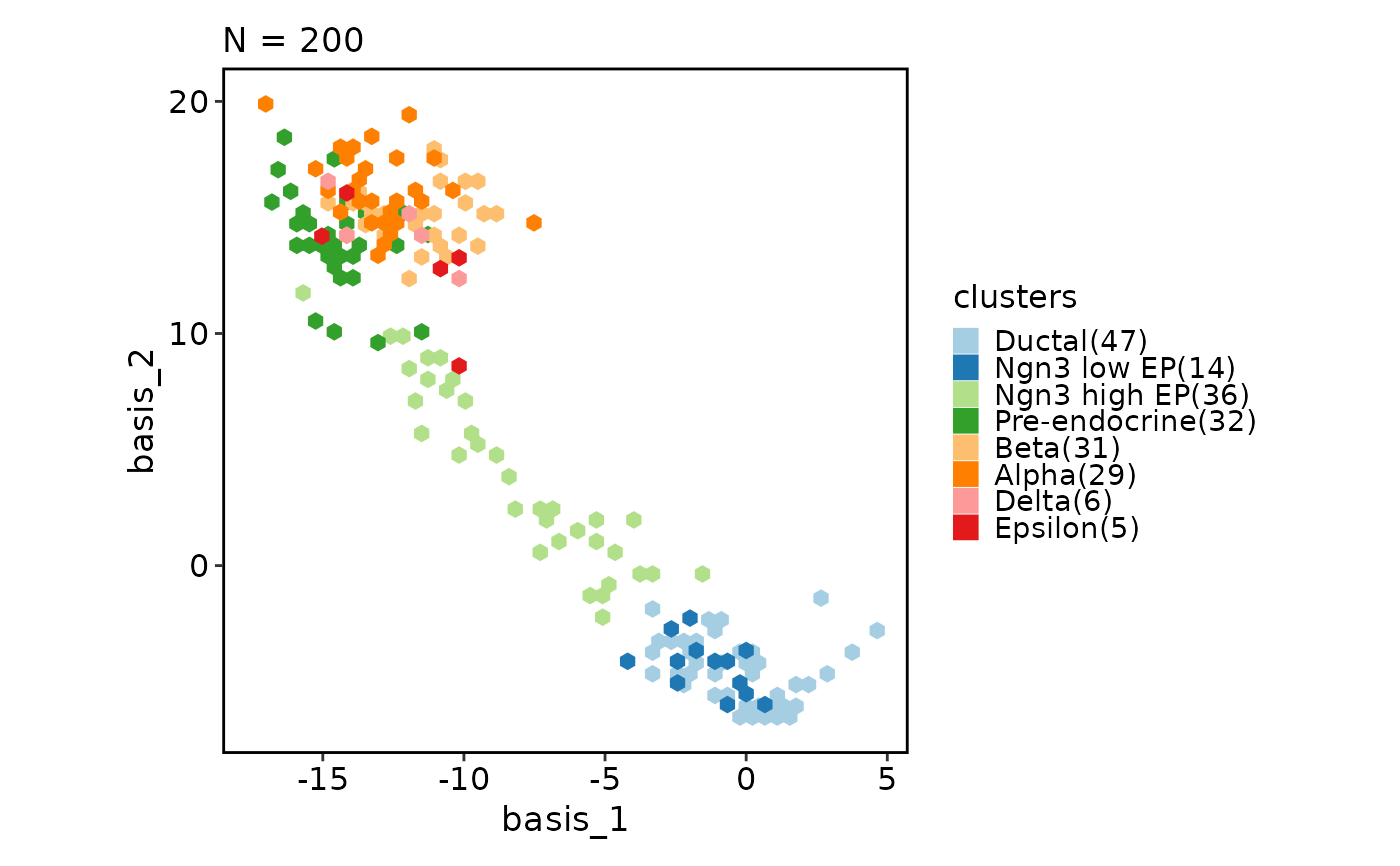 N = 200
basis_2
20
10
0
-15
-10
-5
0
5
basis_1
clusters
Ductal(47)
Ngn3 low EP(14)
Ngn3 high EP(36)
Pre-endocrine(32)
Beta(31)
Alpha(29)
Delta(6)
Epsilon(5)